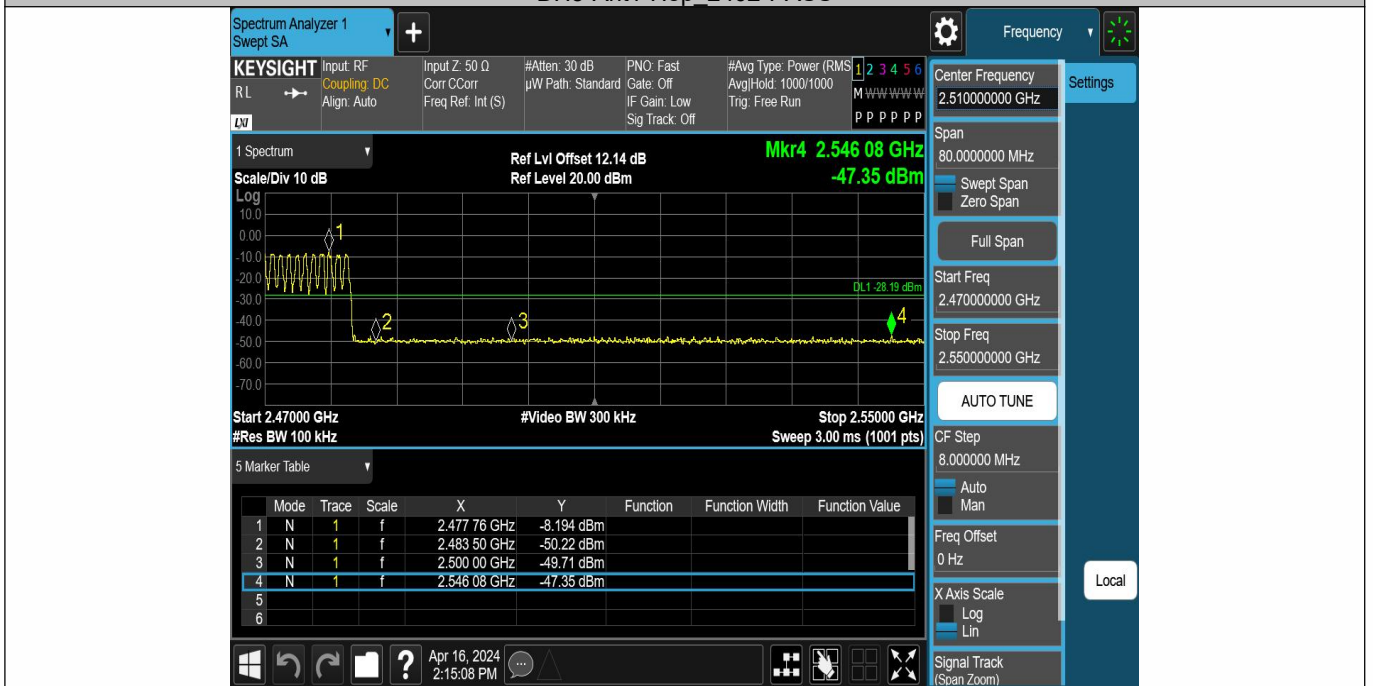 Spectrum Analyzer 1
Swept SA
+
Frequency
KEYSIGHT
RL
LXI
Input: RF
Coupling: DC
Align: Auto
Input Z: 50 Ω
Corr CCorr
Freq Ref: Int (S)
#Atten: 30 dB
µW Path: Standard
PNO: Fast
Gate: Off
IF Gain: Low
Sig Track: Off
#Avg Type: Power (RMS
Avg|Hold: 1000/1000
Trig: Free Run
1 2 3 4 5 6
M W W W W W
P P P P P P
1 Spectrum
Scale/Div 10 dB
Ref Lvl Offset 12.14 dB
Ref Level 20.00 dBm
Mkr4 2.546 08 GHz
-47.35 dBm
Log
10.0
0.00
-10.0
-20.0
-30.0
-40.0
-50.0
-60.0
-70.0
1
2
3
4
DL1 -28.19 dBm
Start 2.47000 GHz
#Video BW 300 kHz
Stop 2.55000 GHz
#Res BW 100 kHz
Sweep 3.00 ms (1001 pts)
5 Marker Table
Mode Trace Scale X Y Function Function Width Function Value
1 N 1 f 2.477 76 GHz -8.194 dBm
2 N 1 f 2.483 50 GHz -50.22 dBm
3 N 1 f 2.500 00 GHz -49.71 dBm
4 N 1 f 2.546 08 GHz -47.35 dBm
5
6
?
Apr 16, 2024
2:15:08 PM
Center Frequency
2.510000000 GHz
Settings
Span
80.0000000 MHz
Swept Span
Zero Span
Full Span
Start Freq
2.470000000 GHz
Stop Freq
2.550000000 GHz
AUTO TUNE
CF Step
8.000000 MHz
Auto
Man
Freq Offset
0 Hz
Local
X Axis Scale
Log
Lin
Signal Track
(Span Zoom)